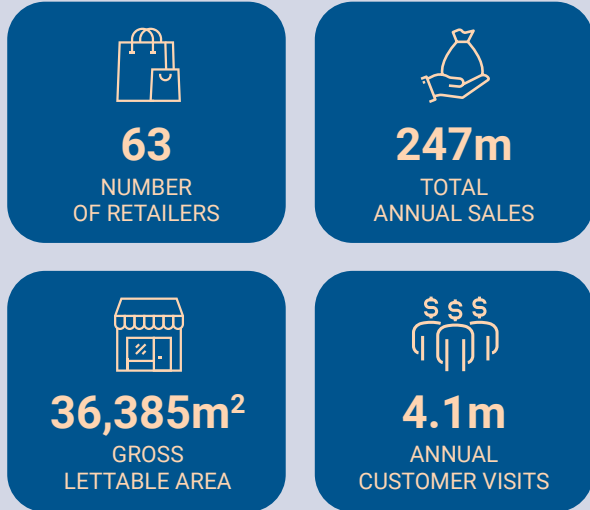 63
NUMBER
OF RETAILERS
247m
TOTAL
ANNUAL SALES
36,385m²
GROSS
LETTABLE AREA
$ $ $
4.1m
ANNUAL
CUSTOMER VISITS